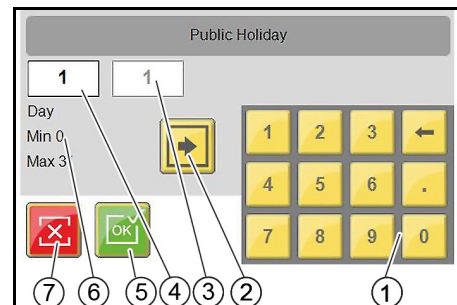 Public Holiday
1 1
Day
Min 0
Max 3
1 2 3 ←
4 5 6 .
7 8 9 0
OK
7 6 5 4 3 2 1